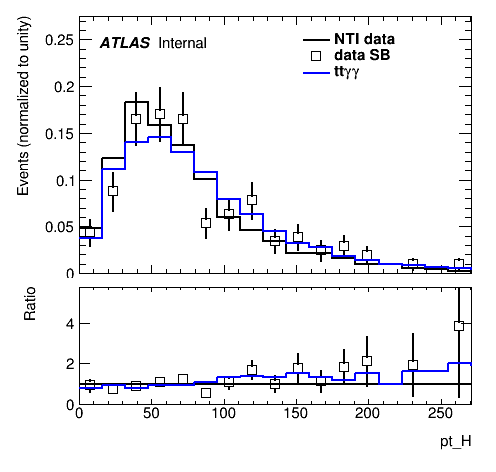 Events (normalized to unity)
0.25
0.2
0.15
0.1
0.05
0
ATLAS Internal
NTI data
data SB
ttγγ
Ratio
4
2
0
0 50 100 150 200 250
pt_H